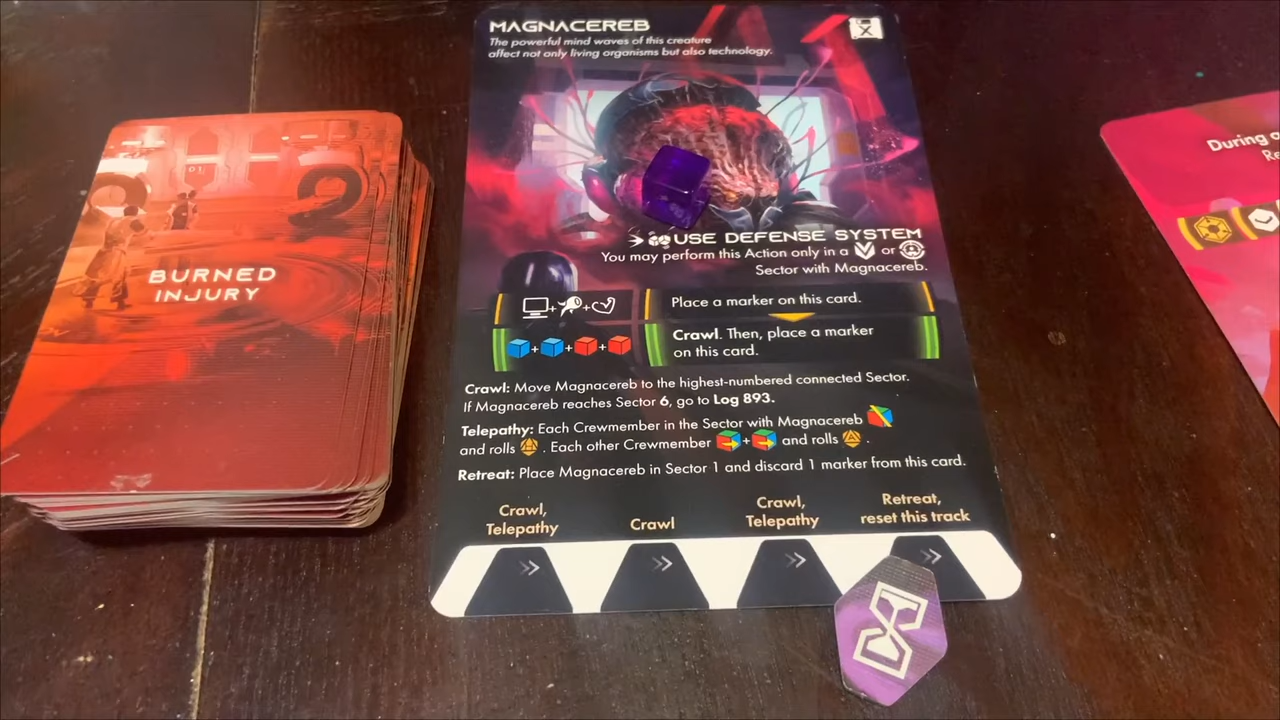 MAGNACEREB
The powerful mind waves of this creature
affect not only living organisms but also technology.
X
01
BURNED
INJURY
USE DEFENSE SYSTEM
You may perform this Action only in a or
Sector with Magnacereb.
Place a marker on this card.
+ +
Crawl. Then, place a marker
on this card.
+ + +
Crawl: Move Magnacereb to the highest-numbered connected Sector.
If Magnacereb reaches Sector 6, go to Log 893.
Telepathy: Each Crewmember in the Sector with Magnacereb
and rolls . Each other Crewmember + and rolls .
Retreat: Place Magnacereb in Sector 1 and discard 1 marker from this card.
Crawl,
Telepathy
Crawl
Crawl,
Telepathy
Retreat,
reset this track
During